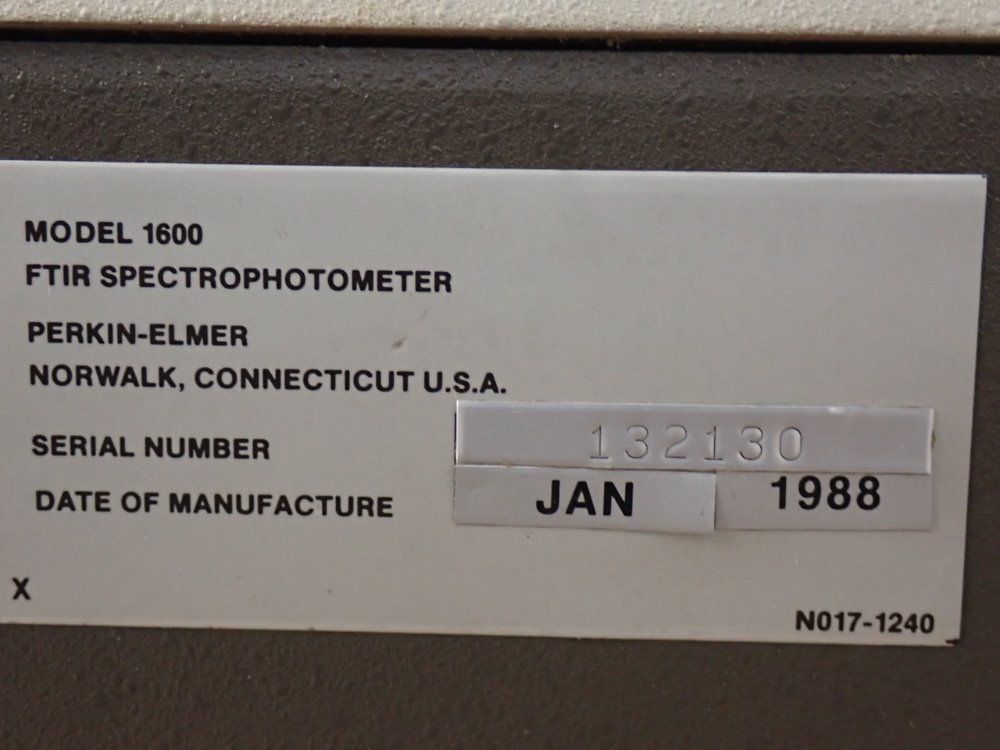 MODEL 1600
FTIR SPECTROPHOTOMETER
PERKIN-ELMER
NORWALK, CONNECTICUT U.S.A.
SERIAL NUMBER 132130
DATE OF MANUFACTURE JAN 1988
X
N017-1240